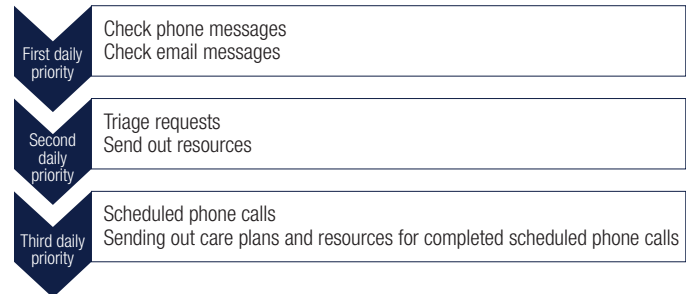 First daily
priority
Check phone messages
Check email messages
Second
daily
priority
Triage requests
Send out resources
Third daily
priority
Scheduled phone calls
Sending out care plans and resources for completed scheduled phone calls